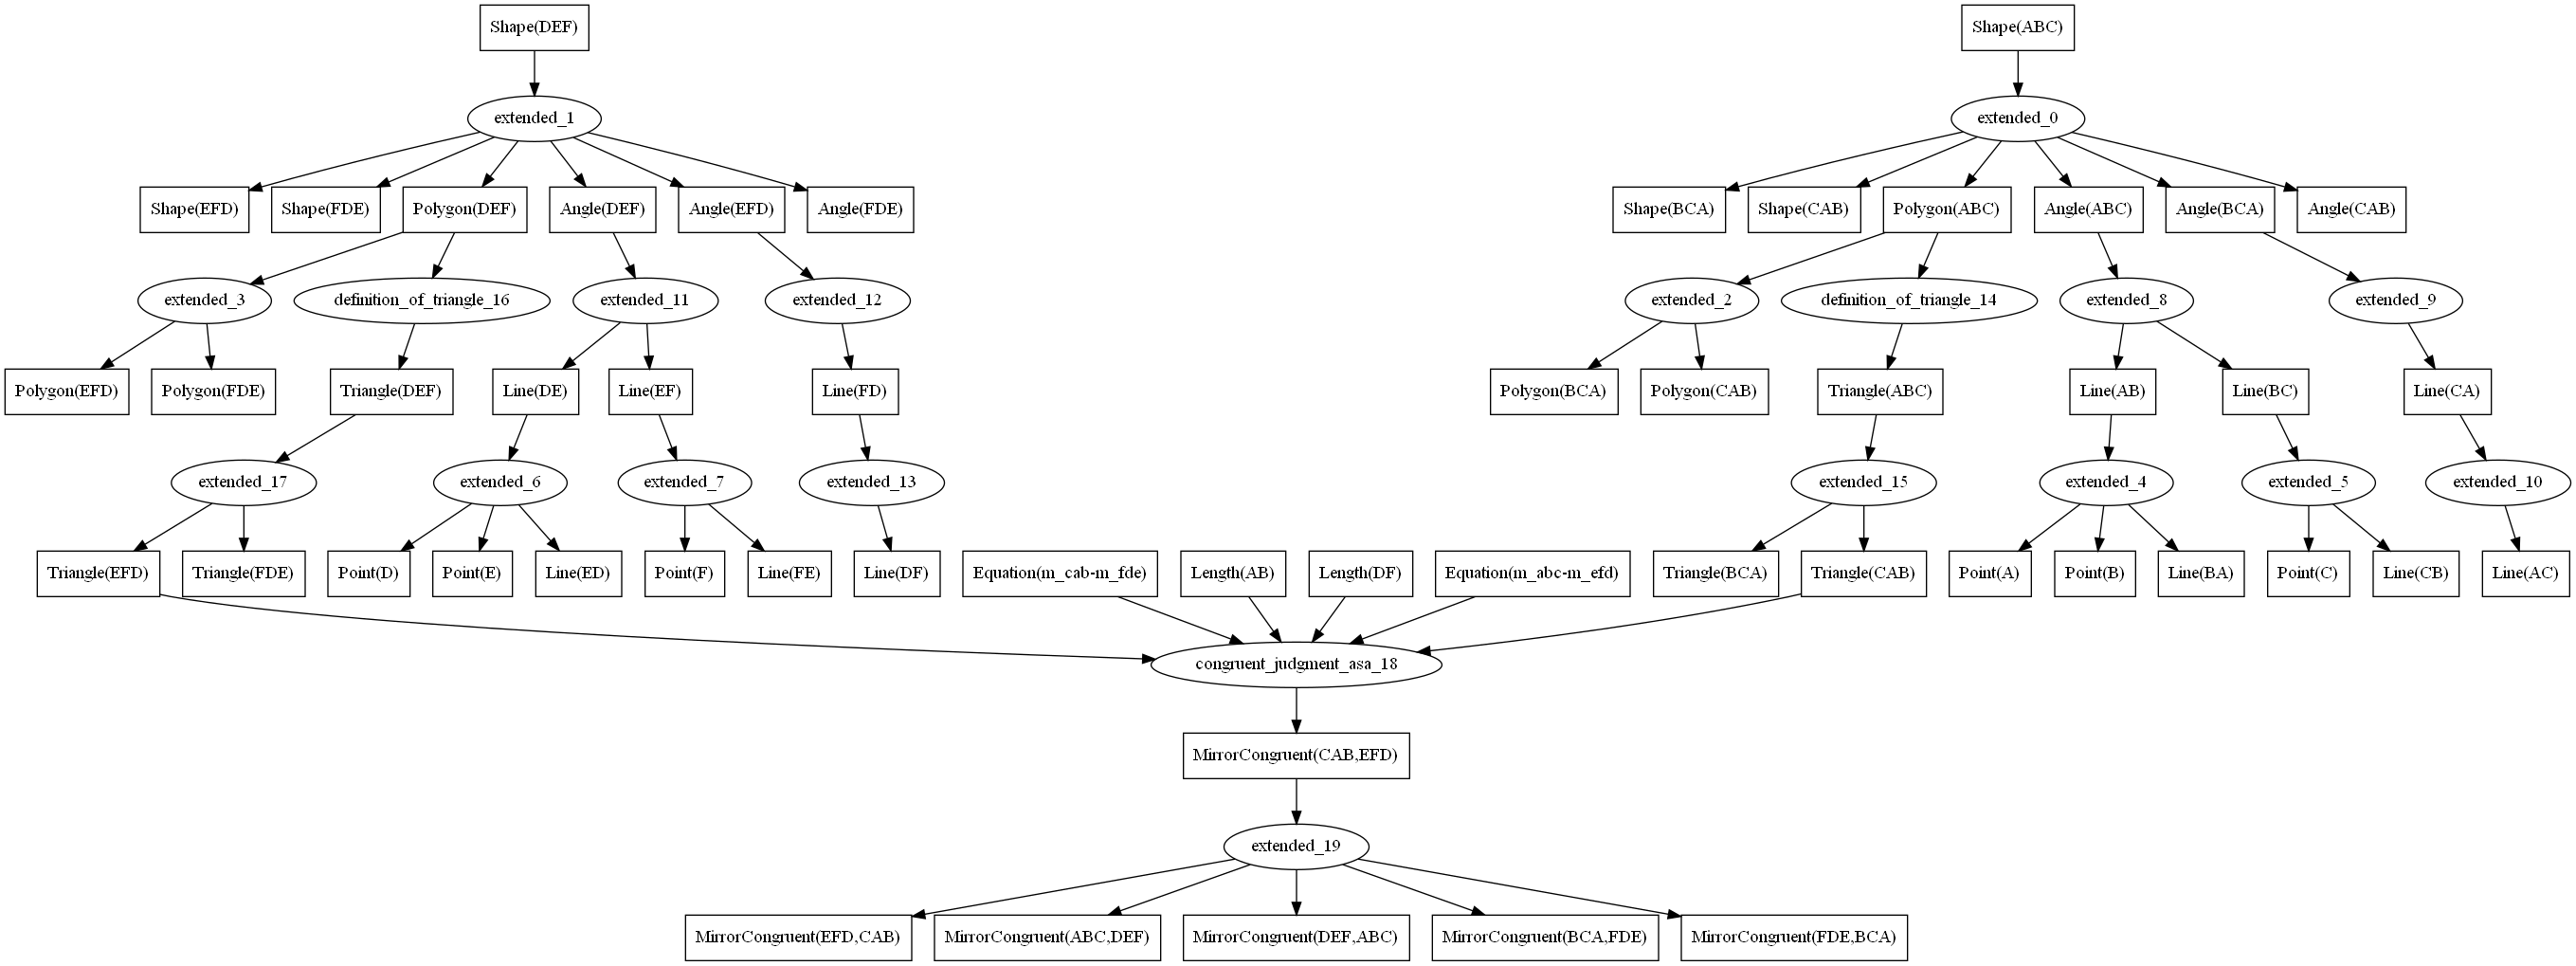 Shape(DEF)
Shape(ABC)
extended_1
extended_0
Shape(EFD)
Shape(FDE)
Polygon(DEF)
Angle(DEF)
Angle(EFD)
Angle(FDE)
Shape(BCA)
Shape(CAB)
Polygon(ABC)
Angle(ABC)
Angle(BCA)
Angle(CAB)
extended_3
definition_of_triangle_16
extended_11
extended_12
extended_2
definition_of_triangle_14
extended_8
extended_9
Polygon(EFD)
Polygon(FDE)
Triangle(DEF)
Line(DE)
Line(EF)
Line(FD)
Polygon(BCA)
Polygon(CAB)
Triangle(ABC)
Line(AB)
Line(BC)
Line(CA)
extended_17
extended_6
extended_7
extended_13
extended_15
extended_4
extended_5
extended_10
Triangle(EFD)
Triangle(FDE)
Point(D)
Point(E)
Line(ED)
Point(F)
Line(FE)
Line(DF)
Equation(m_cab-m_fde)
Length(AB)
Length(DF)
Equation(m_abc-m_efd)
Triangle(BCA)
Triangle(CAB)
Point(A)
Point(B)
Line(BA)
Point(C)
Line(CB)
Line(AC)
congruent_judgment_asa_18
MirrorCongruent(CAB,EFD)
extended_19
MirrorCongruent(EFD,CAB)
MirrorCongruent(ABC,DEF)
MirrorCongruent(DEF,ABC)
MirrorCongruent(BCA,FDE)
MirrorCongruent(FDE,BCA)